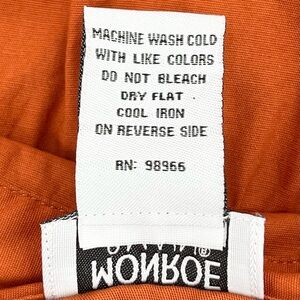 MACHINE WASH COLD
WITH LIKE COLORS
DO NOT BLEACH
DRY FLAT
COOL IRON
ON REVERSE SIDE
RN: 98966
MONROE